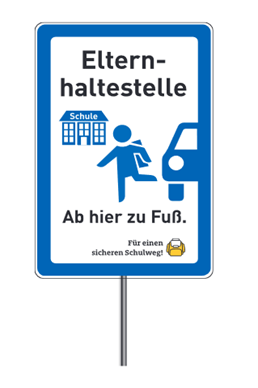 Eltern-
haltestelle
Schule
Ab hier zu Fuß.
Für einen
sicheren Schulweg!